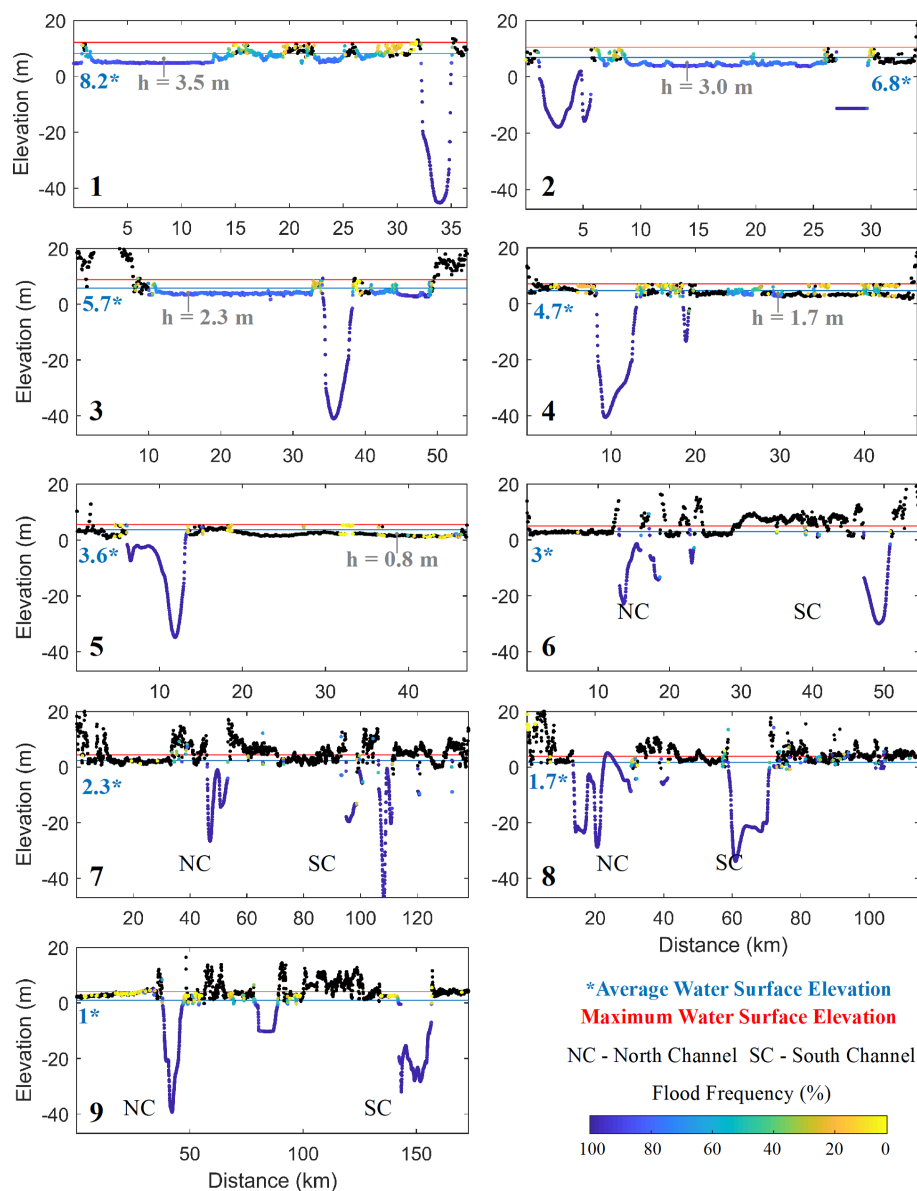 20
0
-20
-40
Elevation (m)
8.2*
h = 3.5 m
1
5 10 15 20 25 30 35
20
0
-20
-40
h = 3.0 m
6.8*
2
0 5 10 15 20 25 30
20
0
-20
-40
Elevation (m)
5.7*
h = 2.3 m
3
10 20 30 40 50
20
0
-20
-40
4.7*
h = 1.7 m
4
10 20 30 40
20
0
-20
-40
Elevation (m)
3.6*
h = 0.8 m
5
10 20 30 40
20
0
-20
-40
3*
NC
SC
6
10 20 30 40 50
20
0
-20
-40
Elevation (m)
2.3*
NC
SC
7
20 40 60 80 100 120
20
0
-20
-40
1.7*
NC
SC
8
20 40 60 80 100
Distance (km)
20
0
-20
-40
Elevation (m)
1*
NC
SC
9
50 100 150
Distance (km)
*Average Water Surface Elevation
Maximum Water Surface Elevation
NC - North Channel SC - South Channel
Flood Frequency (%)
100 80 60 40 20 0